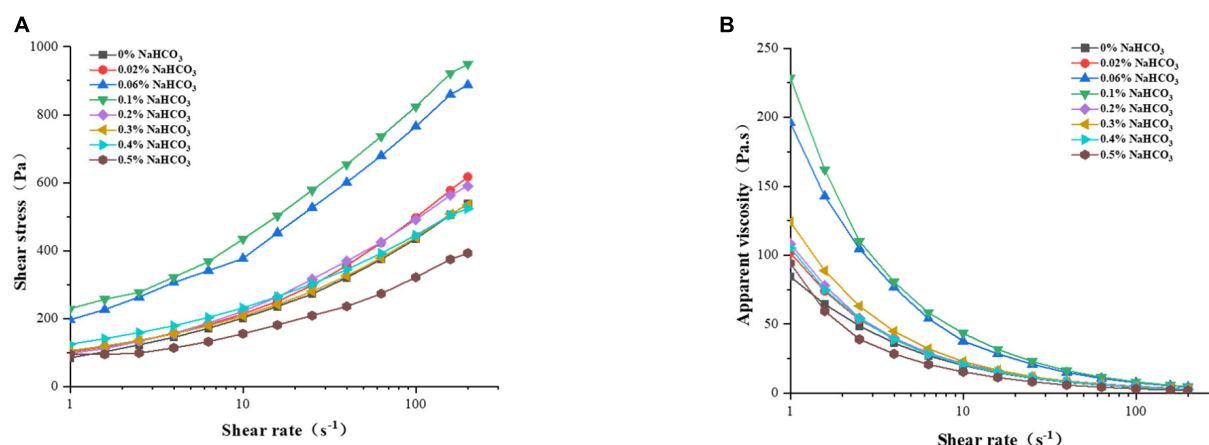 A
1000
800
600
400
200
0
1
10
100
Shear stress（Pa）
Shear rate（s-1）
0% NaHCO3
0.02% NaHCO3
0.06% NaHCO3
0.1% NaHCO3
0.2% NaHCO3
0.3% NaHCO3
0.4% NaHCO3
0.5% NaHCO3
B
250
200
150
100
50
0
1
10
100
Apparent viscosity（Pa.s）
Shear rate（s-1）
0% NaHCO3
0.02% NaHCO3
0.06% NaHCO3
0.1% NaHCO3
0.2% NaHCO3
0.3% NaHCO3
0.4% NaHCO3
0.5% NaHCO3